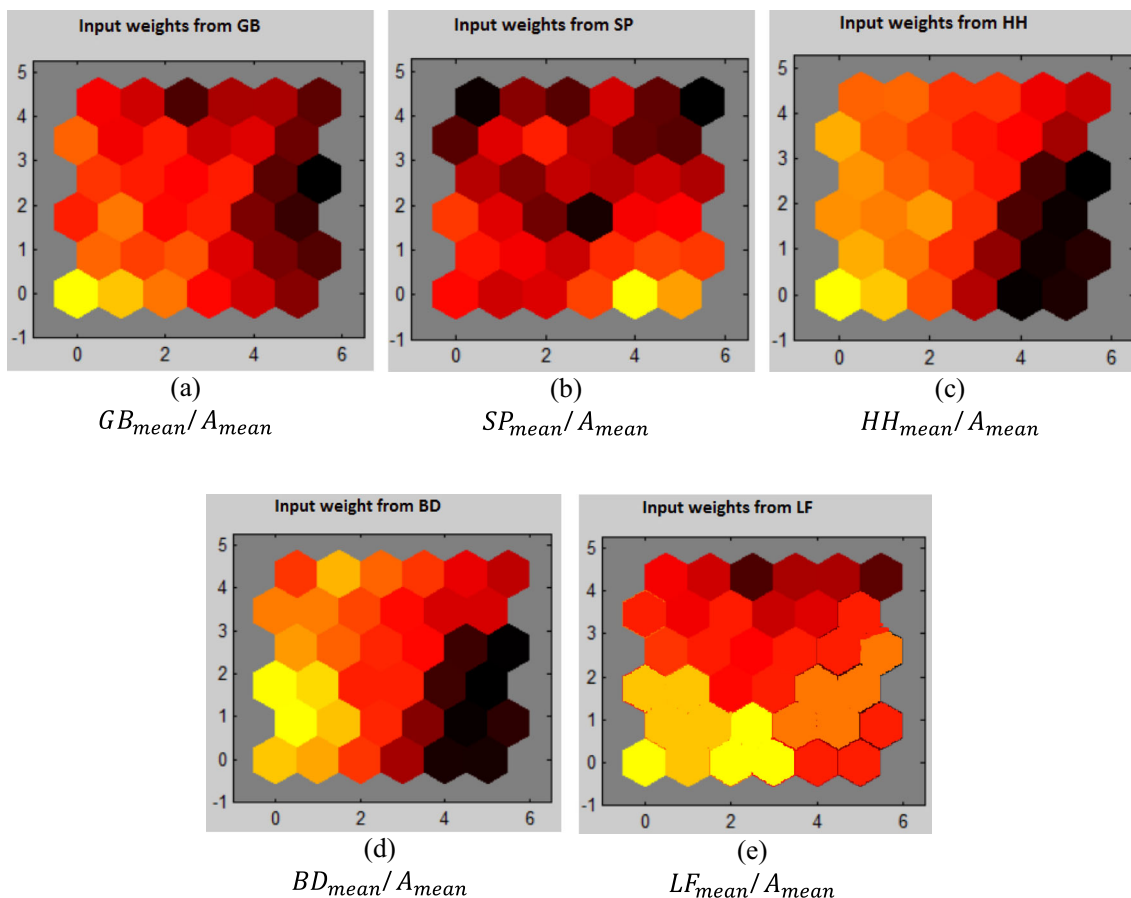 Input weights from GB
5
4
3
2
1
0
-1
0 2 4 6
(a)
GB_mean / A_mean
Input weights from SP
5
4
3
2
1
0
-1
0 2 4 6
(b)
SP_mean / A_mean
Input weights from HH
5
4
3
2
1
0
-1
0 2 4 6
(c)
HH_mean / A_mean
Input weight from BD
5
4
3
2
1
0
-1
0 2 4 6
(d)
BD_mean / A_mean
Input weights from LF
5
4
3
2
1
0
-1
0 2 4 6
(e)
LF_mean / A_mean